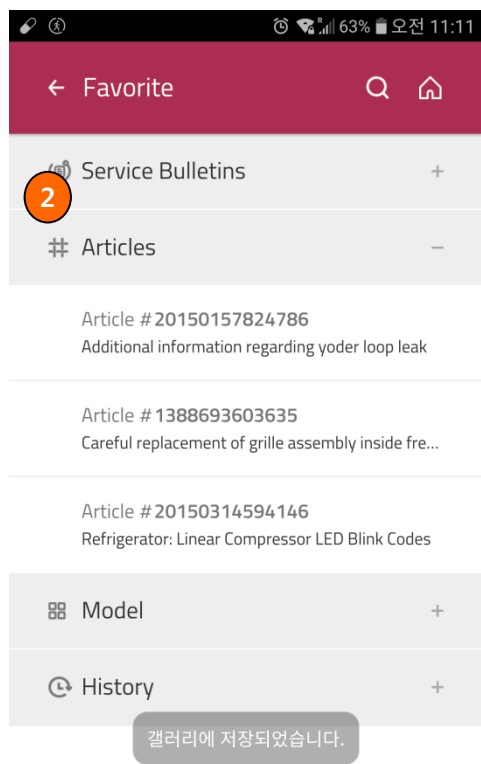 63% 오전 11:11
Favorite
Service Bulletins
2
Articles
Article # 20150157824786
Additional information regarding yoder loop leak
Article # 1388693603635
Careful replacement of grille assembly inside fre...
Article # 20150314594146
Refrigerator: Linear Compressor LED Blink Codes
Model
History
갤러리에 저장되었습니다.